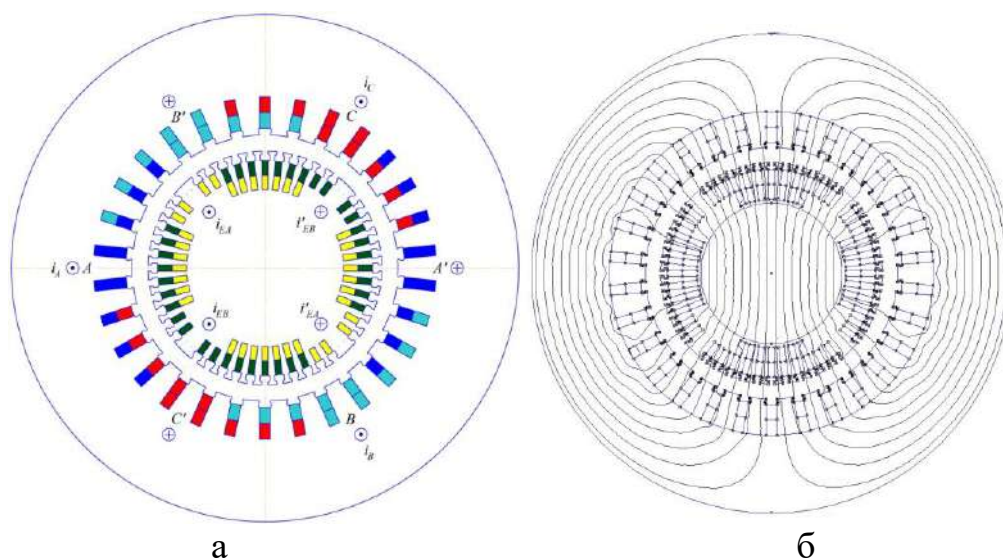 i_C
B′
C
i_EA
i′_EB
i_A A
A′
i_EB
i′_EA
C′
B
i_B
а
б